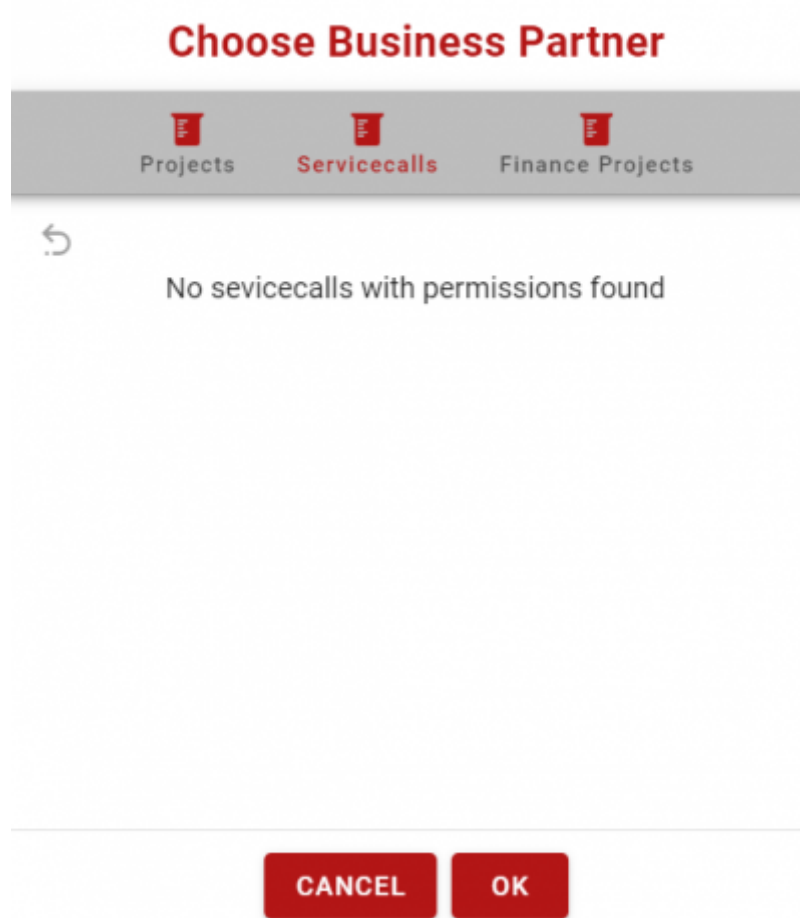 Choose Business Partner
Projects Servicecalls Finance Projects
No sevicecalls with permissions found
CANCEL OK